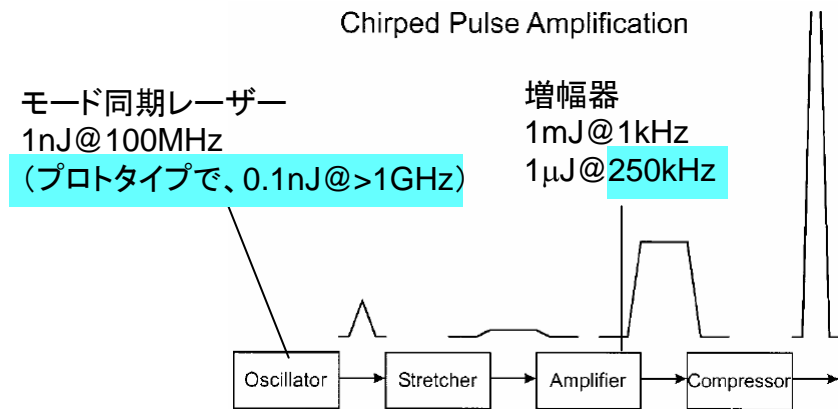 Chirped Pulse Amplification
モード同期レーザー
1nJ@100MHz
(プロトタイプで、0.1nJ@>1GHz)
増幅器
1mJ@1kHz
1μJ@250kHz
Oscillator
Stretcher
Amplifier
Compressor